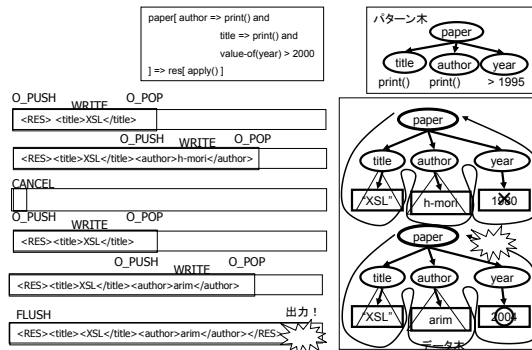 paper[ author => print() and
title => print() and
value-of(year) > 2000
] => res[ apply() ]
O_PUSH WRITE O_POP
<RES> <title>XSL</title>
O_PUSH WRITE O_POP
<RES><title>XSL</title><author>h-mori</author>
CANCEL
O_PUSH WRITE O_POP
<RES><title>XSL</title>
O_PUSH WRITE O_POP
<RES><title>XSL</title><author>arim</author>
FLUSH 出力！
<RES><title><XSL</title><author>arim</author></RES>
パターン木
paper
title author year
print() print() > 1995
paper
title author year
"XSL" h-mori 1980
paper
title author year
"XSL" arim 2004
データ木